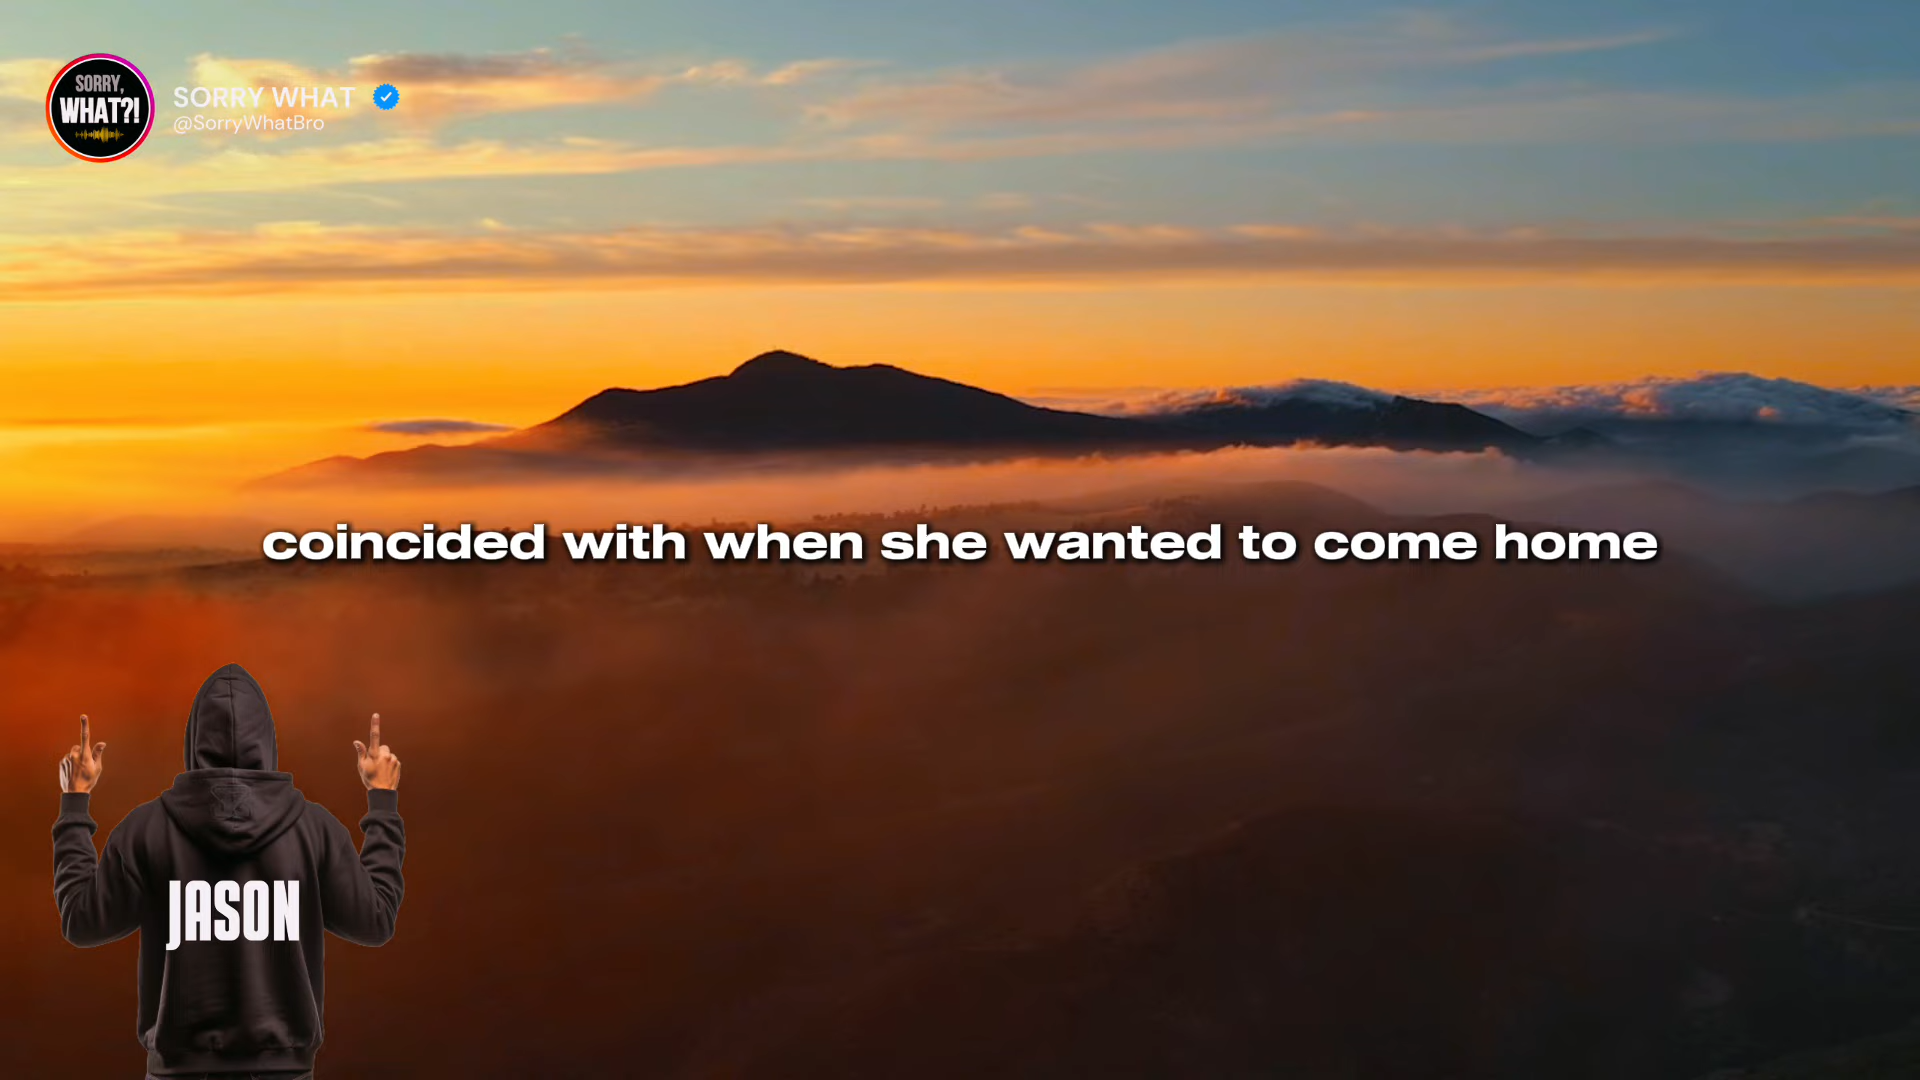 SORRY,
WHAT?!
SORRY WHAT
@SorryWhatBro
coincided with when she wanted to come home
JASON